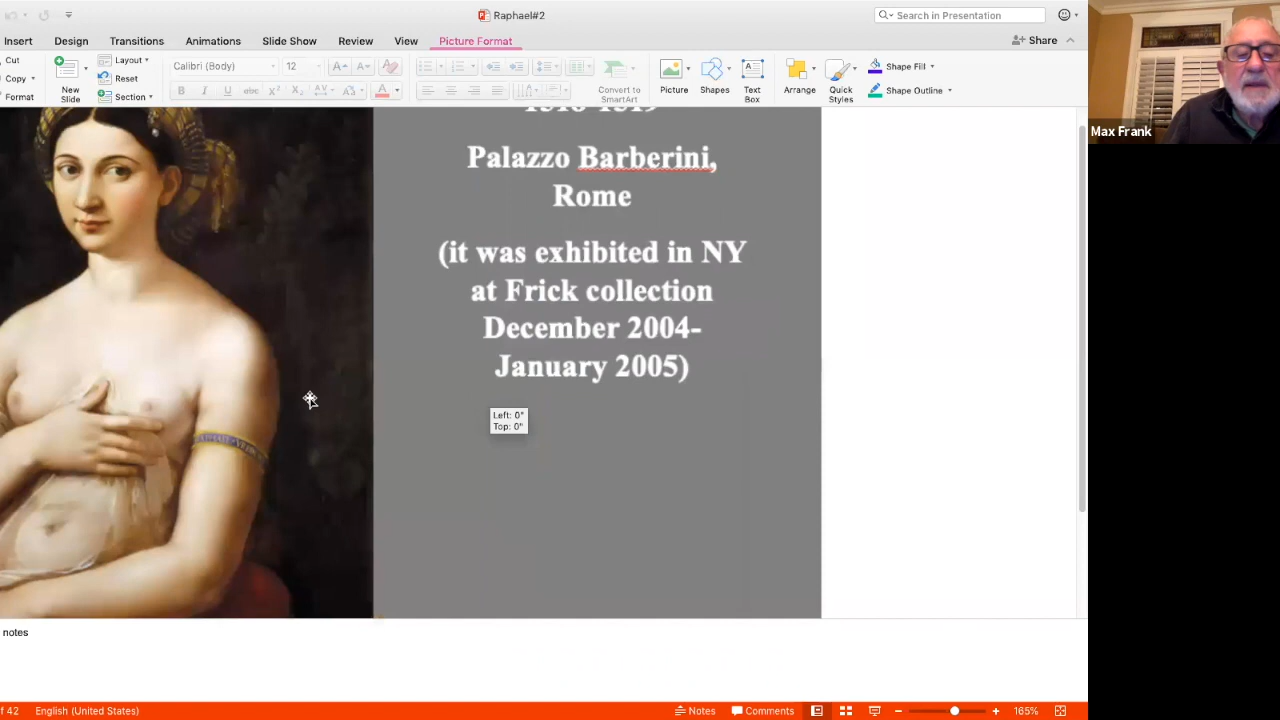 Raphael#2
Search in Presentation
Insert Design Transitions Animations Slide Show Review View Picture Format
Share
Cut
Copy
Format
New
Slide
Layout
Reset
Section
Calibri (Body) 12
Convert to
SmartArt
Picture Shapes
Text
Box
Arrange
Quick
Styles
Shape Fill
Shape Outline
Max Frank
Palazzo Barberini,
Rome
(it was exhibited in NY
at Frick collection
December 2004-
January 2005)
Left: 0"
Top: 0"
notes
f 42 English (United States) Notes Comments 165%